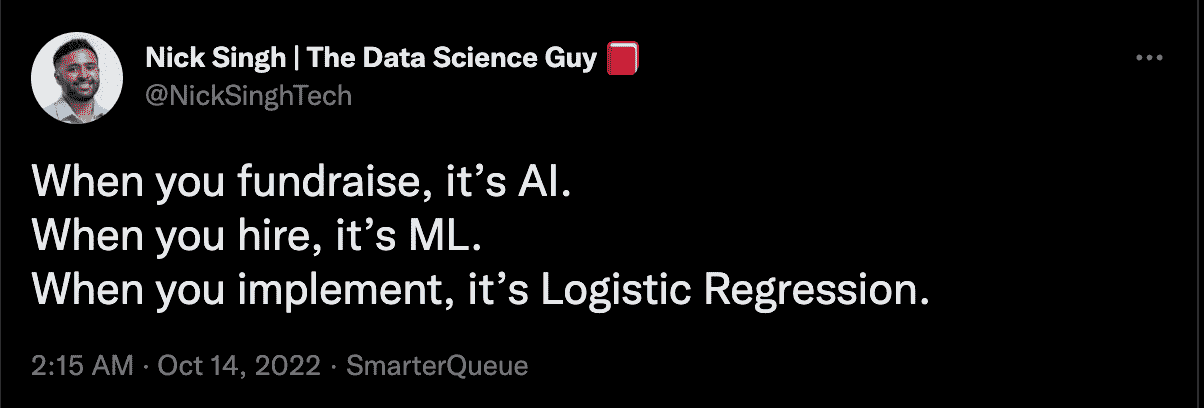 Nick Singh | The Data Science Guy 📕
@NickSinghTech
When you fundraise, it’s AI.
When you hire, it’s ML.
When you implement, it’s Logistic Regression.
2:15 AM · Oct 14, 2022 · SmarterQueue